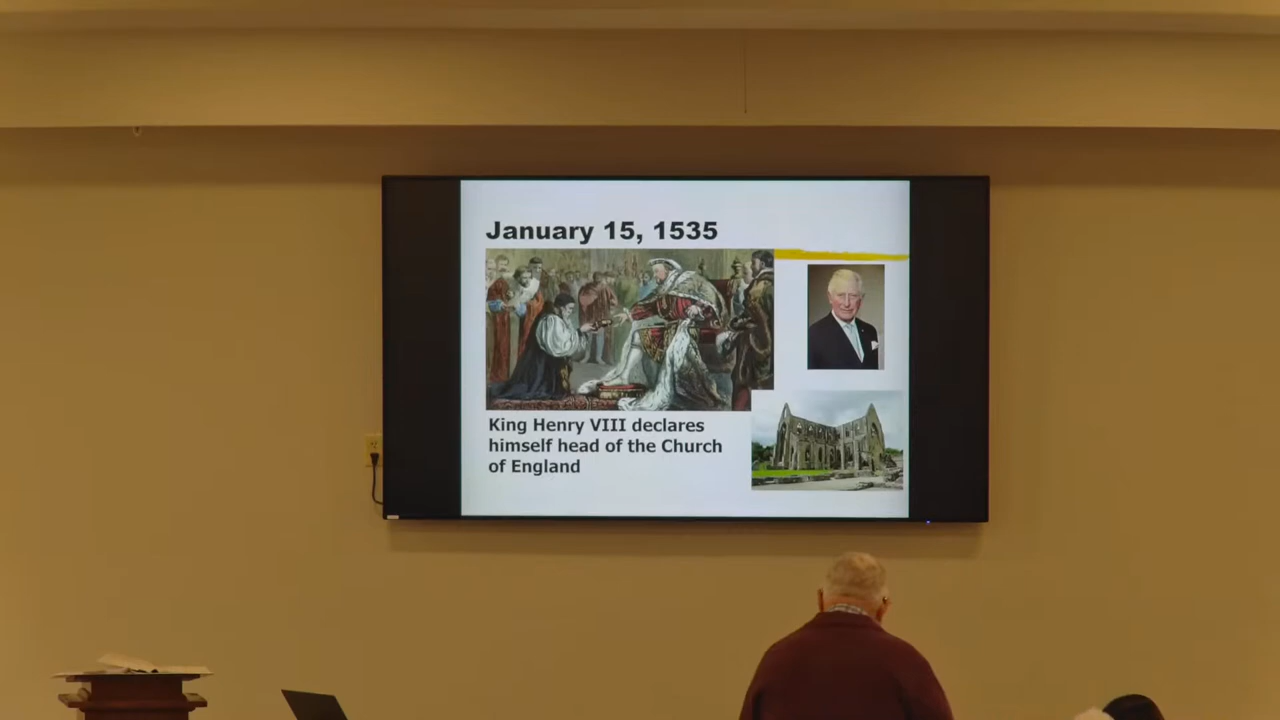 January 15, 1535
King Henry VIII declares
himself head of the Church
of England